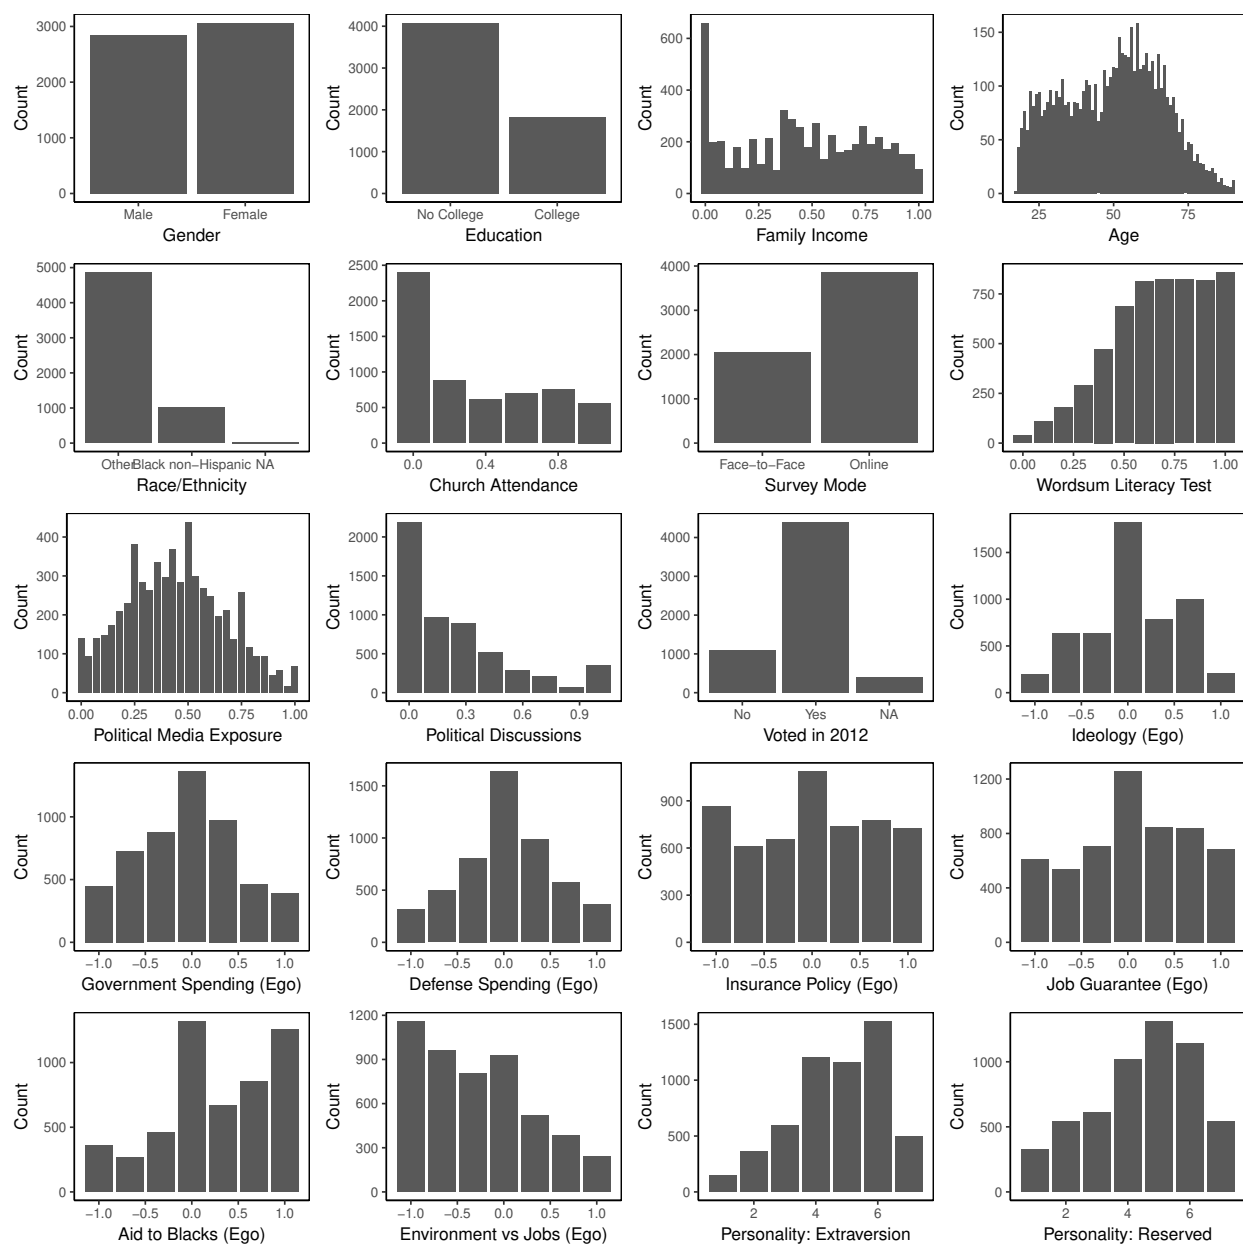 Count
3000
2000
1000
0
Male Female
Gender
Count
4000
3000
2000
1000
0
No College College
Education
Count
600
400
200
0
0.00 0.25 0.50 0.75 1.00
Family Income
Count
150
100
50
0
25 50 75
Age
Count
5000
4000
3000
2000
1000
0
Other Black non−Hispanic NA
Race/Ethnicity
Count
2500
2000
1500
1000
500
0
0.0 0.4 0.8
Church Attendance
Count
4000
3000
2000
1000
0
Face−to−Face Online
Survey Mode
Count
750
500
250
0
0.00 0.25 0.50 0.75 1.00
Wordsum Literacy Test
Count
400
300
200
100
0
0.00 0.25 0.50 0.75 1.00
Political Media Exposure
Count
2000
1500
1000
500
0
0.0 0.3 0.6 0.9
Political Discussions
Count
4000
3000
2000
1000
0
No Yes NA
Voted in 2012
Count
1500
1000
500
0
−1.0 −0.5 0.0 0.5 1.0
Ideology (Ego)
Count
1000
500
0
−1.0 −0.5 0.0 0.5 1.0
Government Spending (Ego)
Count
1500
1000
500
0
−1.0 −0.5 0.0 0.5 1.0
Defense Spending (Ego)
Count
900
600
300
0
−1.0 −0.5 0.0 0.5 1.0
Insurance Policy (Ego)
Count
1200
800
400
0
−1.0 −0.5 0.0 0.5 1.0
Job Guarantee (Ego)
Count
1000
500
0
−1.0 −0.5 0.0 0.5 1.0
Aid to Blacks (Ego)
Count
1200
900
600
300
0
−1.0 −0.5 0.0 0.5 1.0
Environment vs Jobs (Ego)
Count
1500
1000
500
0
2 4 6
Personality: Extraversion
Count
1000
500
0
2 4 6
Personality: Reserved